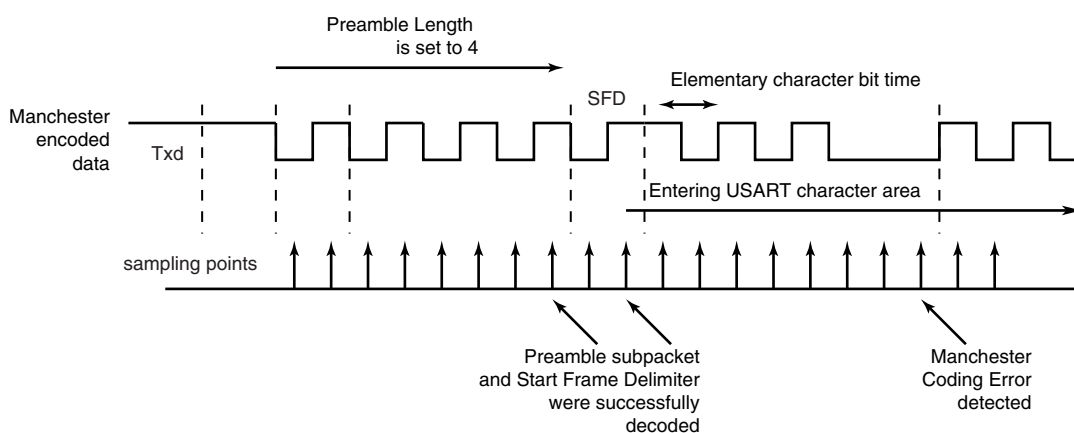 Preamble Length
is set to 4
Elementary character bit time
SFD
Manchester
encoded
data
Txd
Entering USART character area
sampling points
Preamble subpacket
and Start Frame Delimiter
were successfully
decoded
Manchester
Coding Error
detected